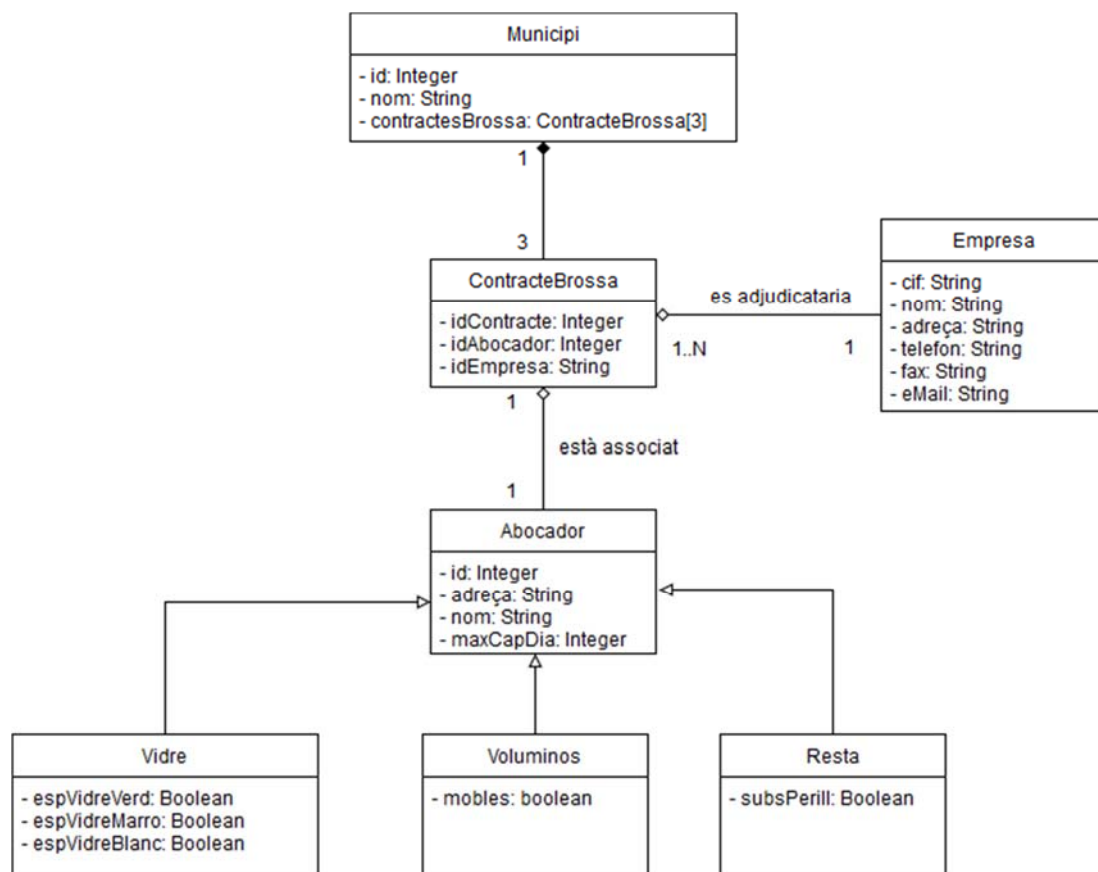 Municipi
- id: Integer
- nom: String
- contractesBrossa: ContracteBrossa[3]
1
3
ContracteBrossa
- idContracte: Integer
- idAbocador: Integer
- idEmpresa: String
es adjudicataria
1..N
1
Empresa
- cif: String
- nom: String
- adreça: String
- telefon: String
- fax: String
- eMail: String
1
està associat
1
Abocador
- id: Integer
- adreça: String
- nom: String
- maxCapDia: Integer
Vidre
- espVidreVerd: Boolean
- espVidreMarro: Boolean
- espVidreBlanc: Boolean
Voluminos
- mobles: boolean
Resta
- subsPerill: Boolean